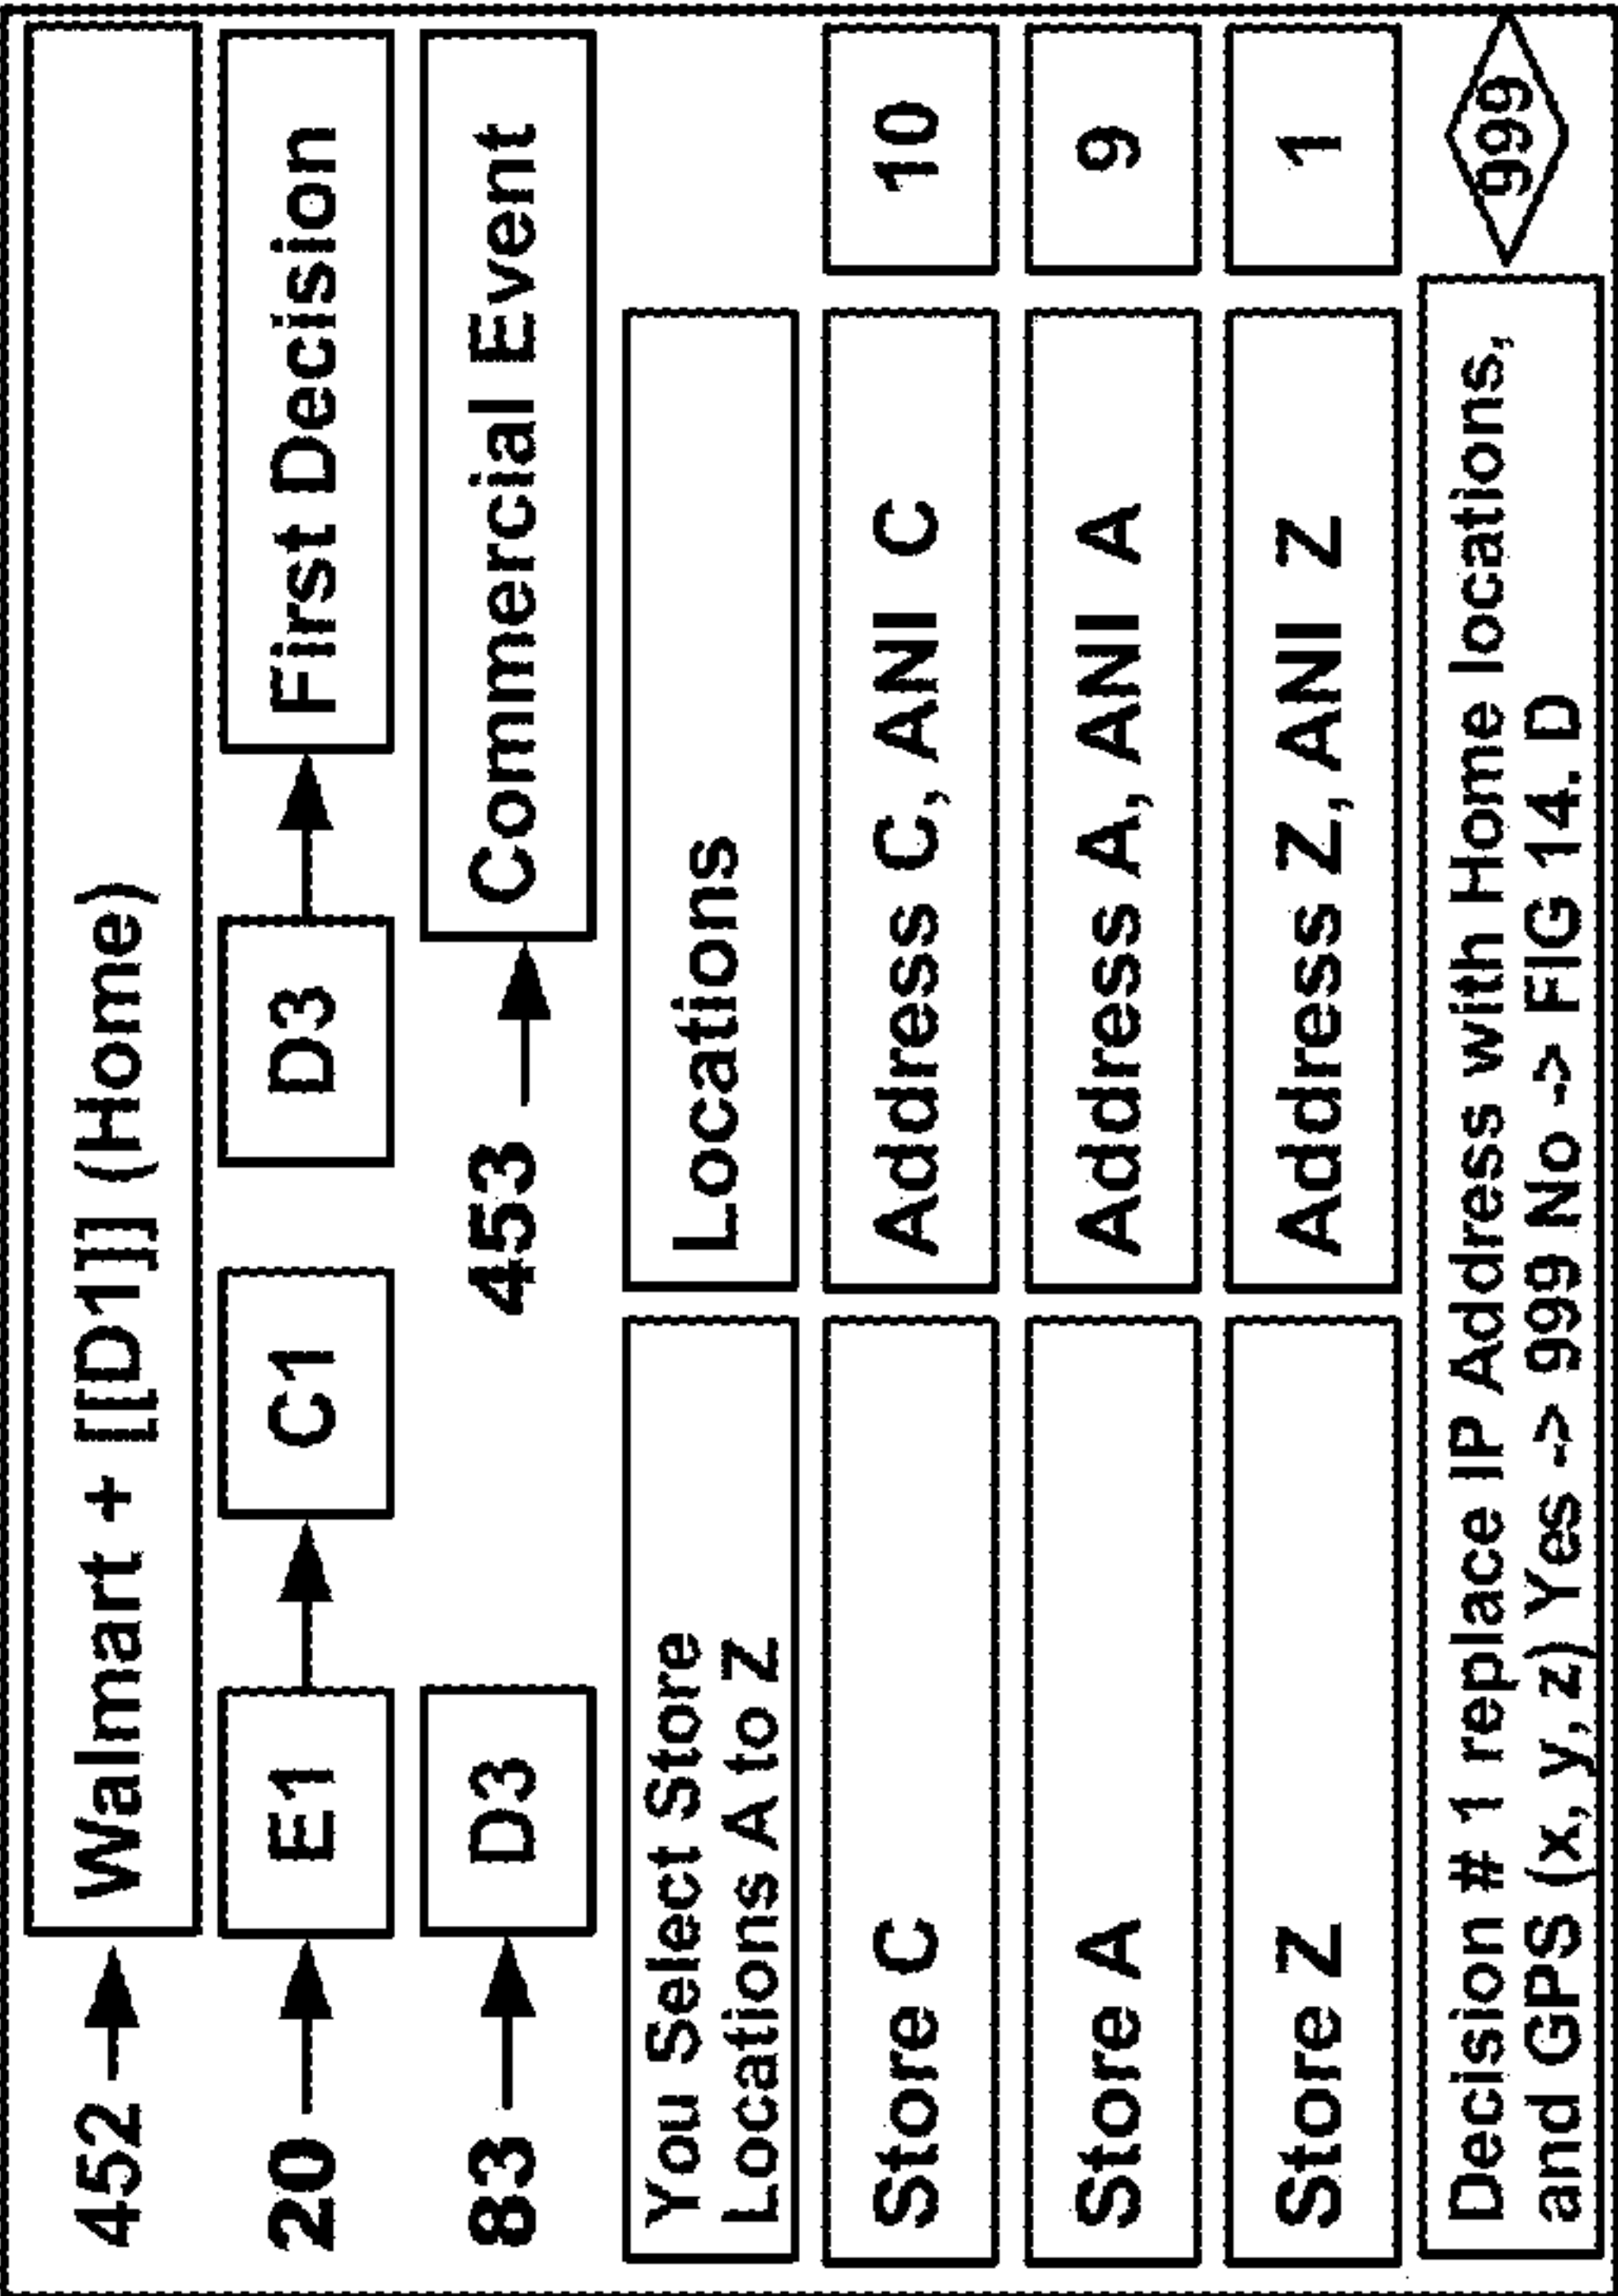 452 Walmart + [[D1]] (Home)
20 E1 C1 D3 First Decision
83 D3 453 Commercial Event
You Select Store
Locations A to Z
Locations
Store C Address C, ANI C 10
Store A Address A, ANI A 9
Store Z Address Z, ANI Z 1
Decision # 1 replace IP Address with Home locations,
and GPS (x, y, z) Yes -> 999 No -> FIG 14. D
999